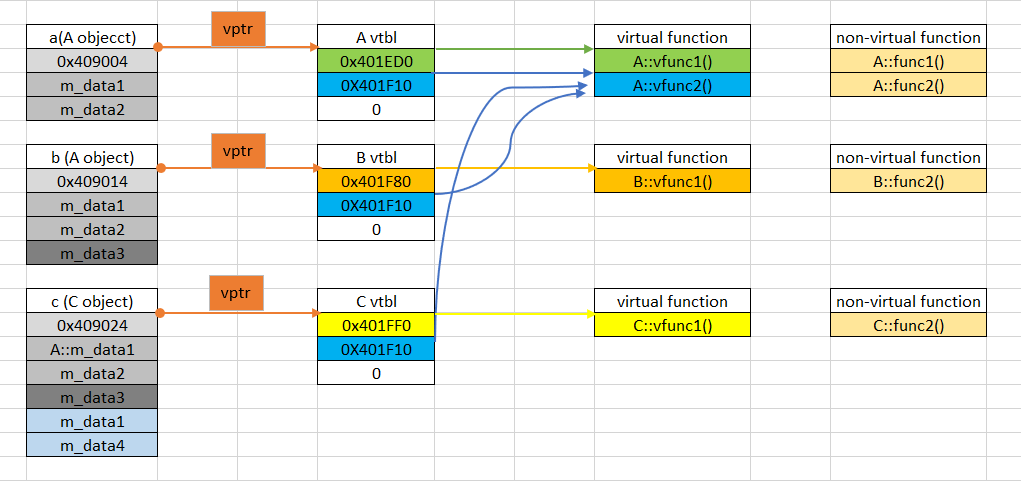 vptr
a(A objecct)
A vtbl
virtual function
non-virtual function
0x409004
0x401ED0
A::vfunc1()
A::func1()
m_data1
0X401F10
A::vfunc2()
A::func2()
m_data2
0
vptr
b (A object)
B vtbl
virtual function
non-virtual function
0x409014
0x401F80
B::vfunc1()
B::func2()
m_data1
0X401F10
m_data2
0
m_data3
vptr
c (C object)
C vtbl
virtual function
non-virtual function
0x409024
0x401FF0
C::vfunc1()
C::func2()
A::m_data1
0X401F10
m_data2
0
m_data3
m_data1
m_data4